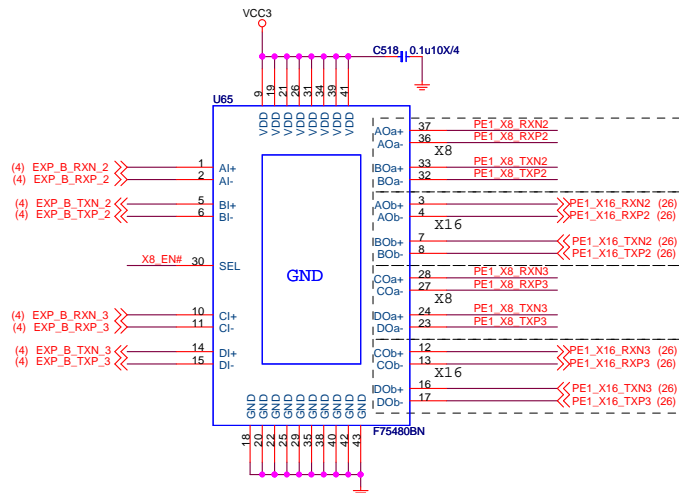 VCC3
C518 0.1u10X/4
U65
9 19 21 26 31 34 39 41
VDD VDD VDD VDD VDD VDD VDD VDD
(4) EXP_B_RXN_2 1 AI+
(4) EXP_B_RXP_2 2 AI-
(4) EXP_B_TXN_2 5 BI+
(4) EXP_B_TXP_2 6 BI-
X8_EN# 30 SEL
(4) EXP_B_RXN_3 10 CI+
(4) EXP_B_RXP_3 11 CI-
(4) EXP_B_TXN_3 14 DI+
(4) EXP_B_TXP_3 15 DI-
GND
AOa+ 37 PE1_X8_RXN2
AOa- 36 PE1_X8_RXP2
X8
BOa+ 33 PE1_X8_TXN2
BOa- 32 PE1_X8_TXP2
AOb+ 3 PE1_X16_RXN2 (26)
AOb- 4 PE1_X16_RXP2 (26)
X16
BOb+ 7 PE1_X16_TXN2 (26)
BOb- 8 PE1_X16_TXP2 (26)
COa+ 28 PE1_X8_RXN3
COa- 27 PE1_X8_RXP3
X8
DOa+ 24 PE1_X8_TXN3
DOa- 23 PE1_X8_TXP3
COb+ 12 PE1_X16_RXN3 (26)
COb- 13 PE1_X16_RXP3 (26)
X16
DOb+ 16 PE1_X16_TXN3 (26)
DOb- 17 PE1_X16_TXP3 (26)
GND GND GND GND GND GND GND GND GND GND
18 20 22 25 29 35 38 40 42 43
F75480BN